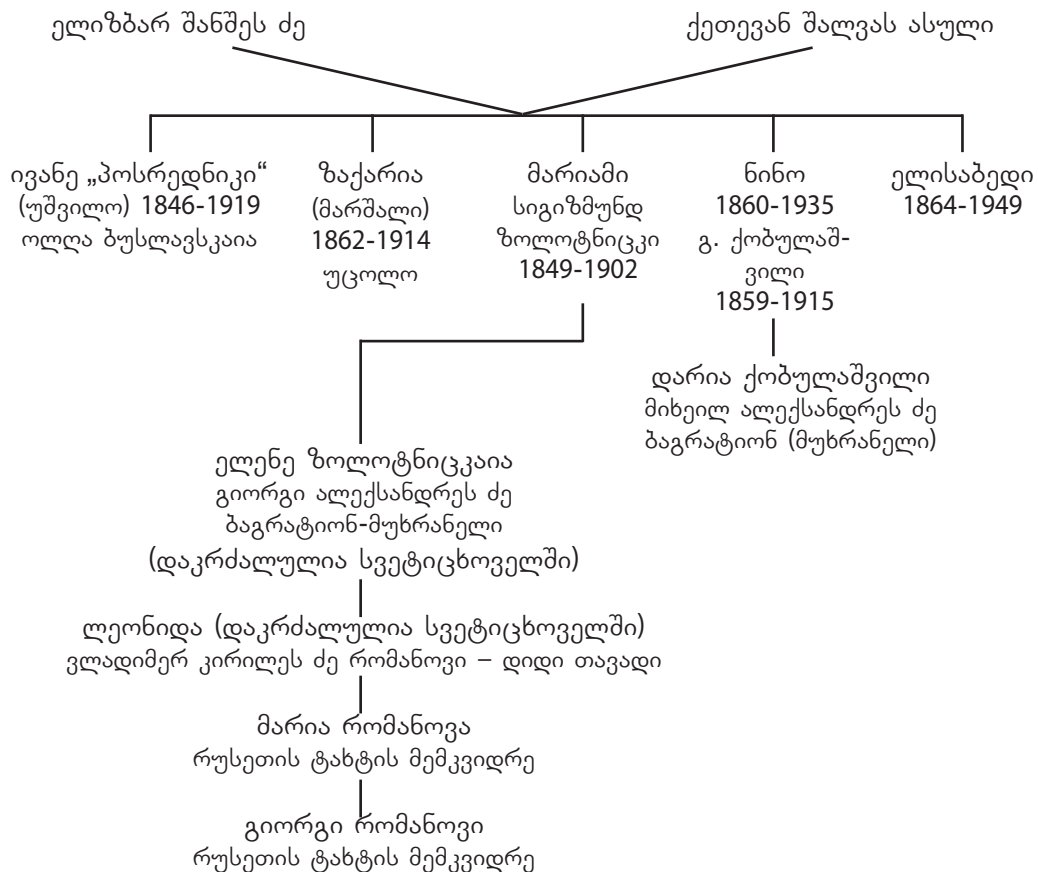 ელიზბარ შანშეს ძე
ქეთევან შალვას ასული
ივანე „პოსრედნიკი“
(უშვილო) 1846-1919
ოლღა ბუსლავსკაია
ზაქარია
(მარშალი)
1862-1914
უცოლო
მარიამი
სიგიზმუნდ
ზოლოტნიცკი
1849-1902
ნინო
1860-1935
გ. ქობულაშ-
ვილი
1859-1915
ელისაბედი
1864-1949
დარია ქობულაშვილი
მიხეილ ალექსანდრეს ძე
ბაგრატიონ (მუხრანელი)
ელენე ზოლოტნიცკაია
გიორგი ალექსანდრეს ძე
ბაგრატიონ-მუხრანელი
(დაკრძალულია სვეტიცხოველში)
ლეონიდა (დაკრძალულია სვეტიცხოველში)
ვლადიმერ კირილეს ძე რომანოვი – დიდი თავადი
მარია რომანოვა
რუსეთის ტახტის მემკვიდრე
გიორგი რომანოვი
რუსეთის ტახტის მემკვიდრე